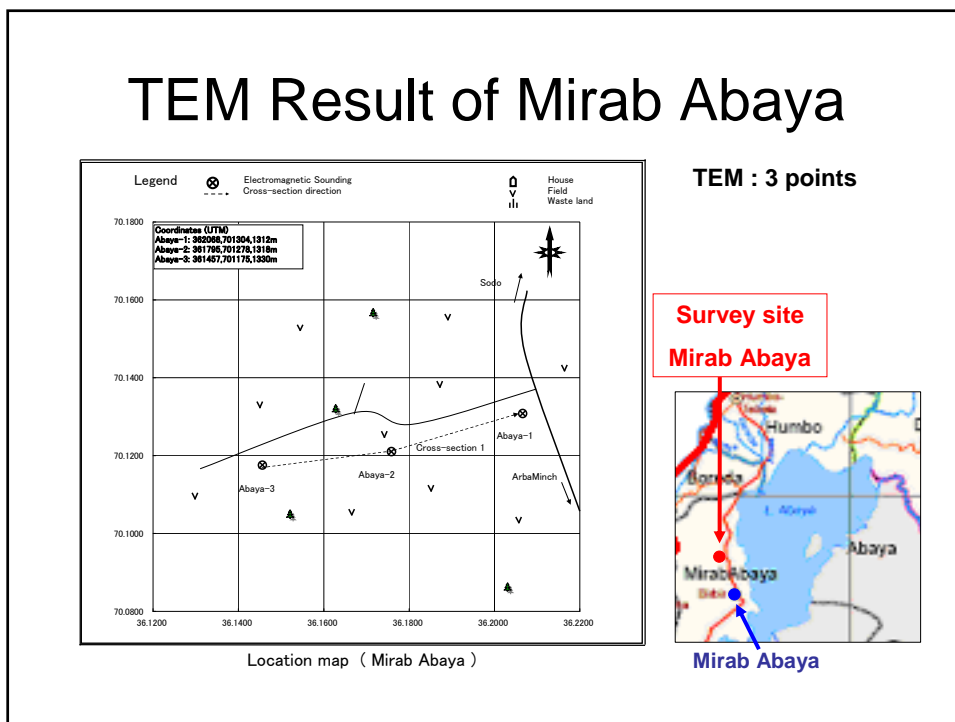 TEM Result of Mirab Abaya
Legend
Electromagnetic Sounding
Cross-section direction
House
Field
Waste land
TEM : 3 points
70.1800
Coordinates (UTM)
Abaya-1: 362068,701304,1312m
Abaya-2: 361795,701278,1318m
Abaya-3: 361457,701175,1330m
Sodo
70.1600
Survey site
Mirab Abaya
70.1400
Abaya-1
Cross-section 1
70.1200
Abaya-2
Abaya-3
ArbaMinch
70.1000
70.0800
36.1200 36.1400 36.1600 36.1800 36.2000 36.2200
Location map ( Mirab Abaya )
Humbo
Boreda
L. Abaya
Abaya
MirabAbaya
Mirab Abaya